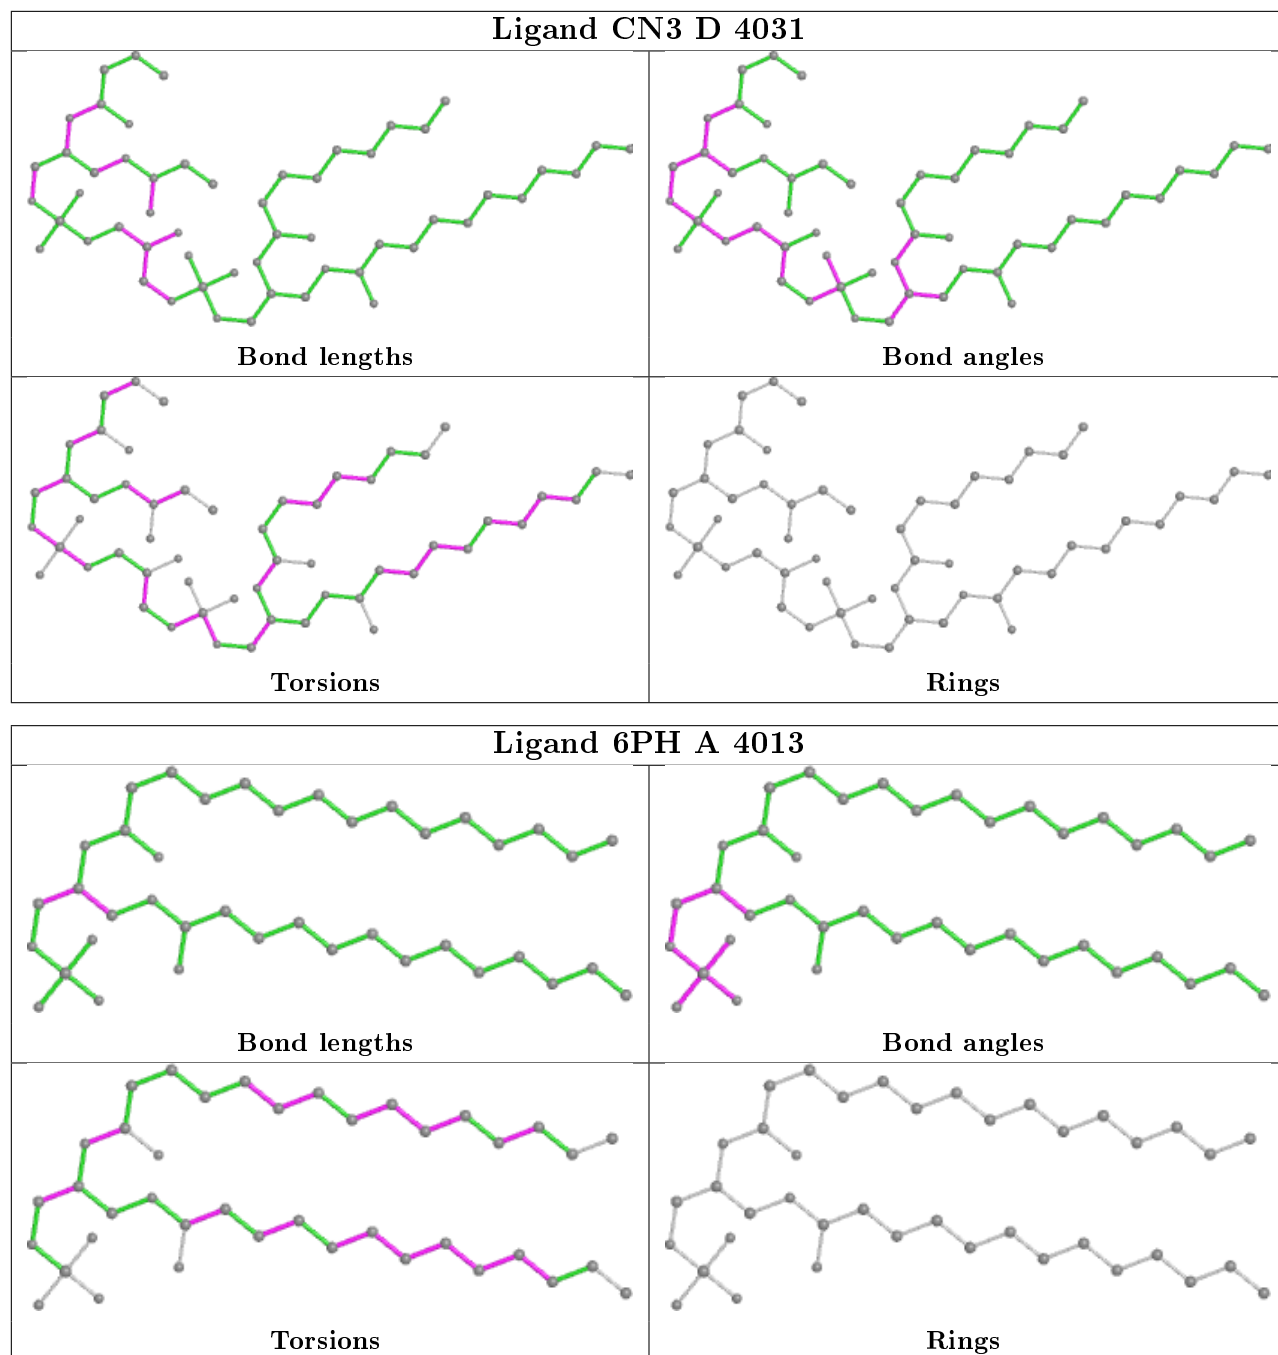 Ligand CN3 D 4031
Bond lengths
Bond angles
Torsions
Rings
Ligand 6PH A 4013
Bond lengths
Bond angles
Torsions
Rings